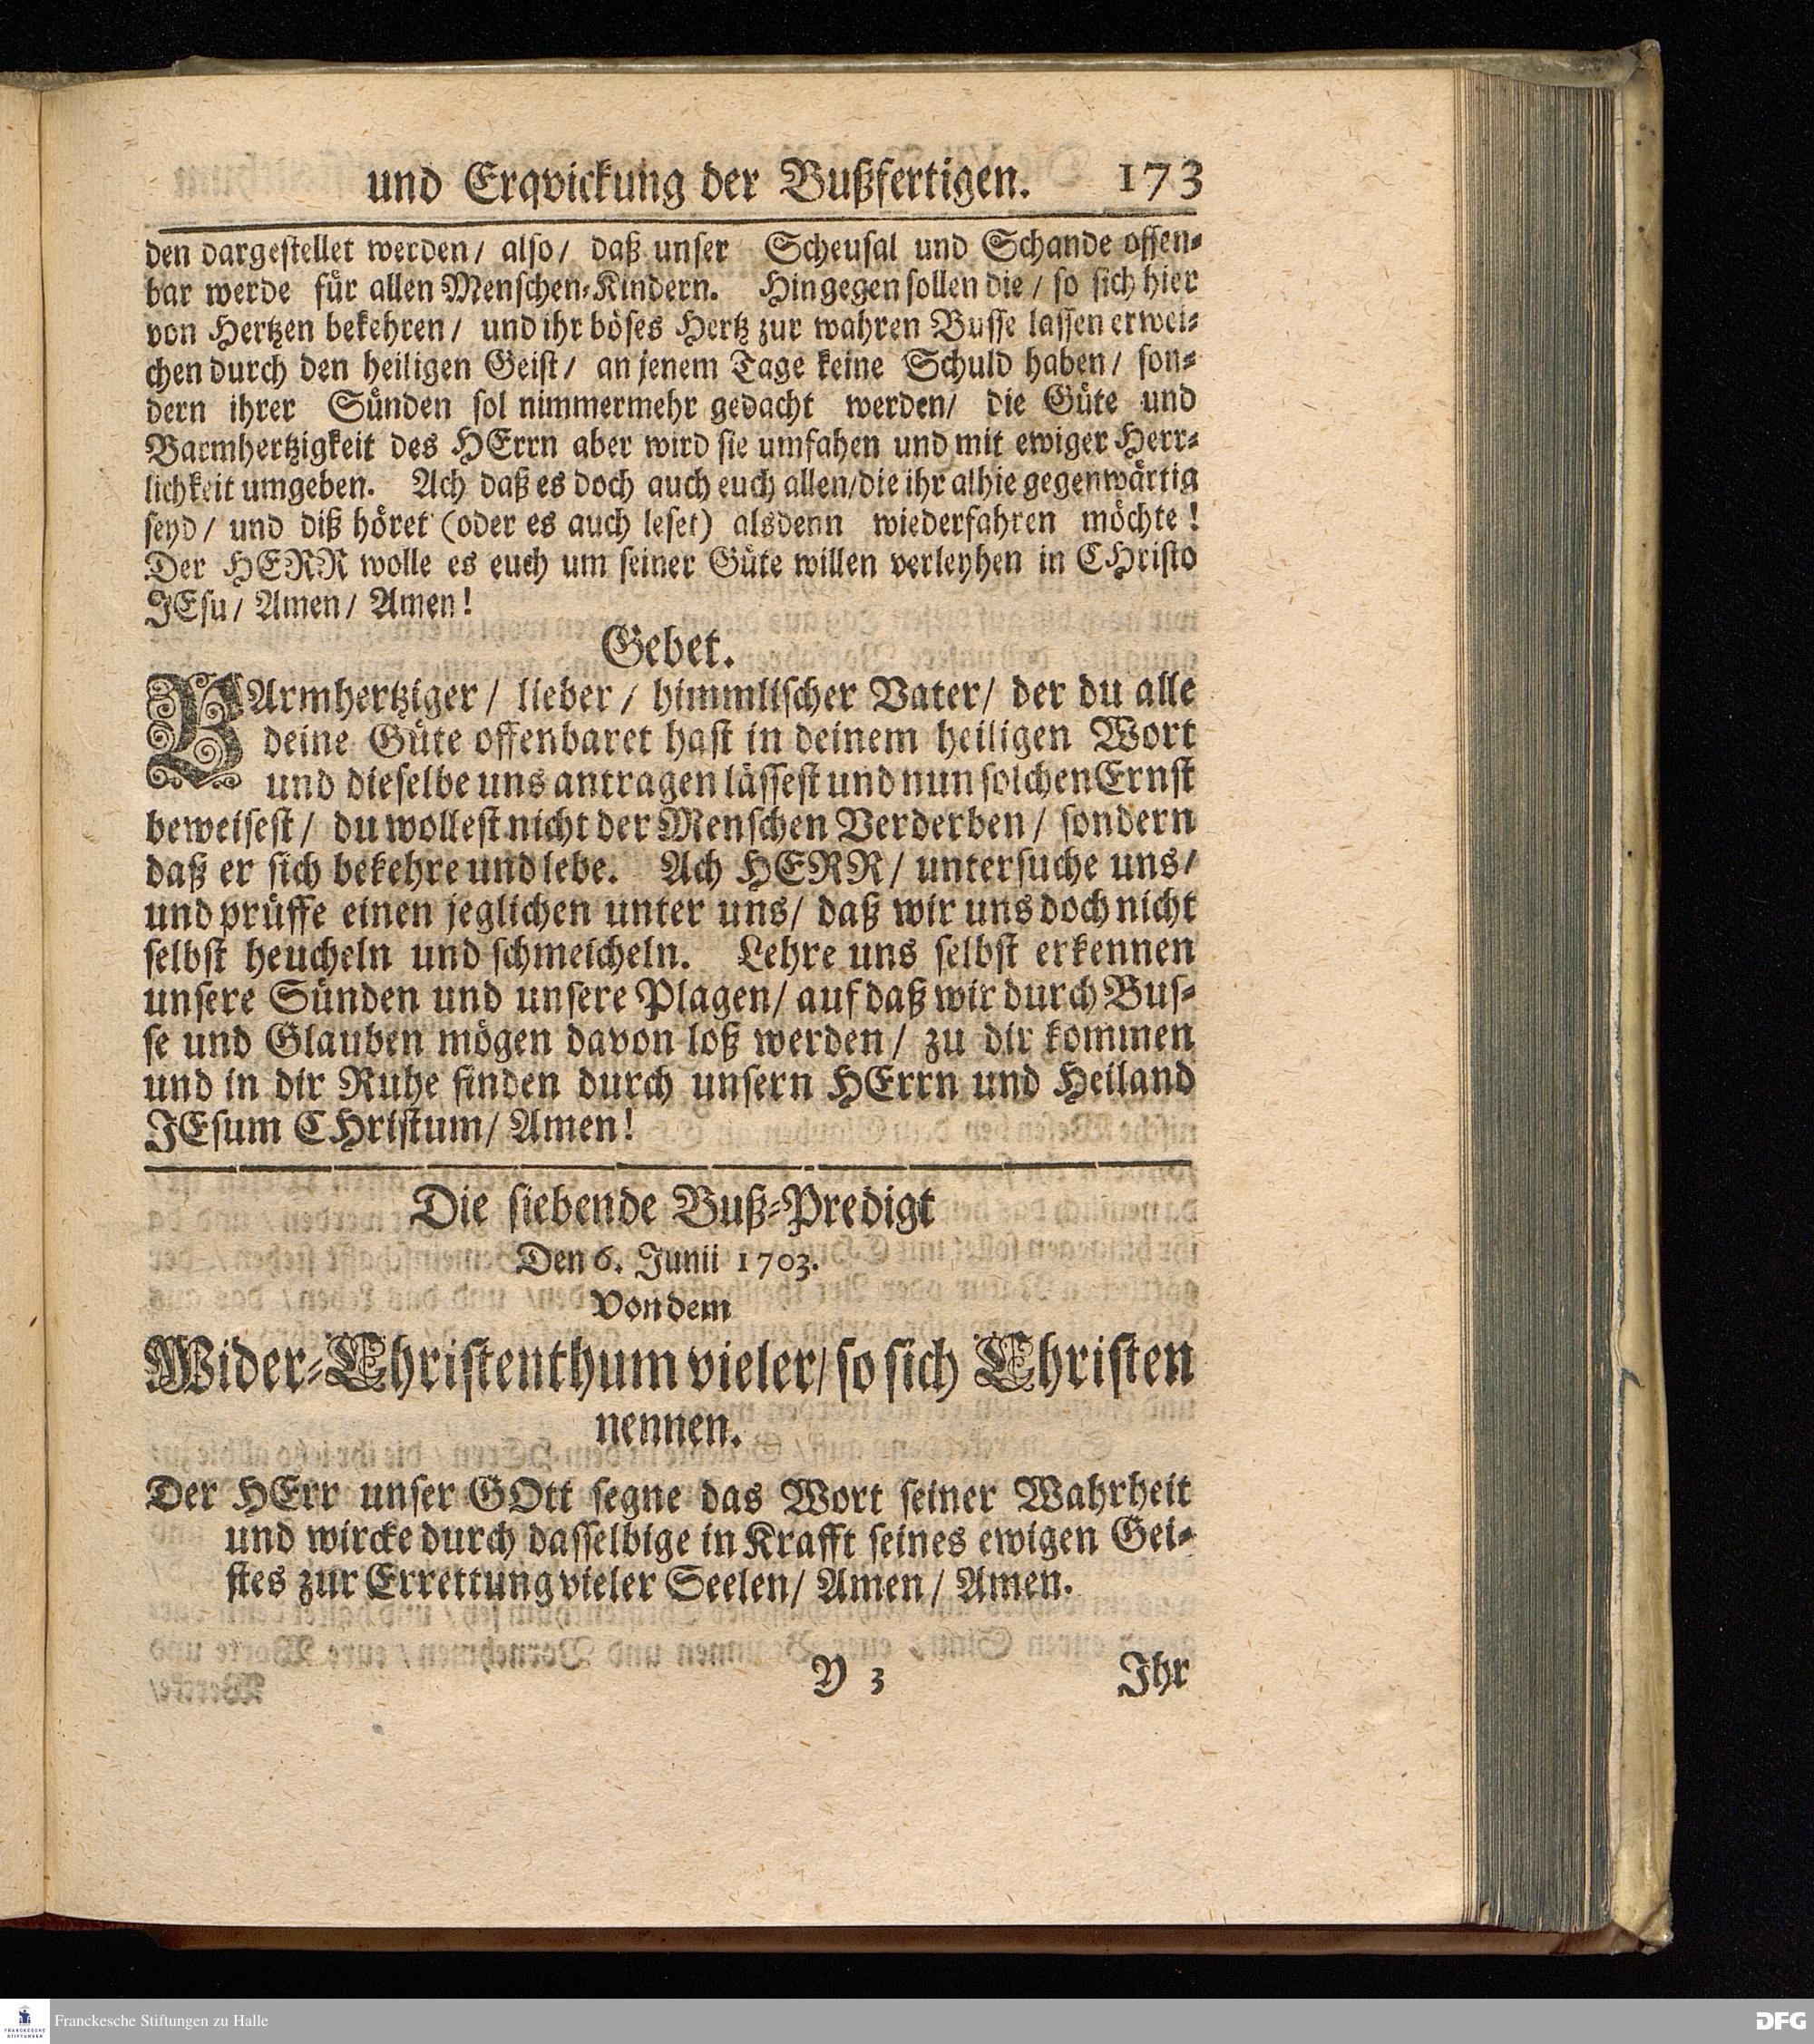 und Erqvickung der Bußfertigen. 173
den dargestellet werden/ also/ daß unser Scheusal und Schande offen-
bar werde für allen Menschen-Kindern. Hingegen sollen die / so sich hier
von Hertzen bekehren/ und ihr böses Hertz zur wahren Busse lassen erwei-
chen durch den heiligen Geist/ an jenem Tage keine Schuld haben/ son-
dern ihrer Sünden sol nimmermehr gedacht werden/ die Güte und
Barmhertzigkeit des HErrn aber wird sie umfahen und mit ewiger Herr-
lichkeit umgeben. Ach daß es doch auch euch allen/die ihr alhie gegenwärtig
seyd/ und diß höret (oder es auch leset) alsdenn wiederfahren möchte!
Der HERR wolle es euch um seiner Güte willen verleyhen in CHristo
JEsu/ Amen/ Amen!
Gebet.
BArmhertziger/ lieber/ himmlischer Vater/ der du alle
deine Güte offenbaret hast in deinem heiligen Wort
und dieselbe uns antragen lässest und nun solchen Ernst
beweisest/ du wollest nicht der Menschen Verderben/ sondern
daß er sich bekehre und lebe. Ach HERR/ untersuche uns/
und prüffe einen jeglichen unter uns/ daß wir uns doch nicht
selbst heucheln und schmeicheln. Lehre uns selbst erkennen
unsere Sünden und unsere Plagen/ auf daß wir durch Bus-
se und Glauben mögen davon loß werden/ zu dir kommen
und in dir Ruhe finden durch unsern HErrn und Heiland
JEsum CHristum/ Amen!
Die siebende Buß-Predigt
Den 6. Junii 1703.
Von dem
Wider-Christenthum vieler/ so sich Christen
nennen.
Der HErr unser GOtt segne das Wort seiner Wahrheit
und wircke durch dasselbige in Krafft seines ewigen Gei-
stes zur Errettung vieler Seelen/ Amen/ Amen.
Y 3 Ihr
FRANCKESCHE
STIFTUNGEN
Franckesche Stiftungen zu Halle
DFG